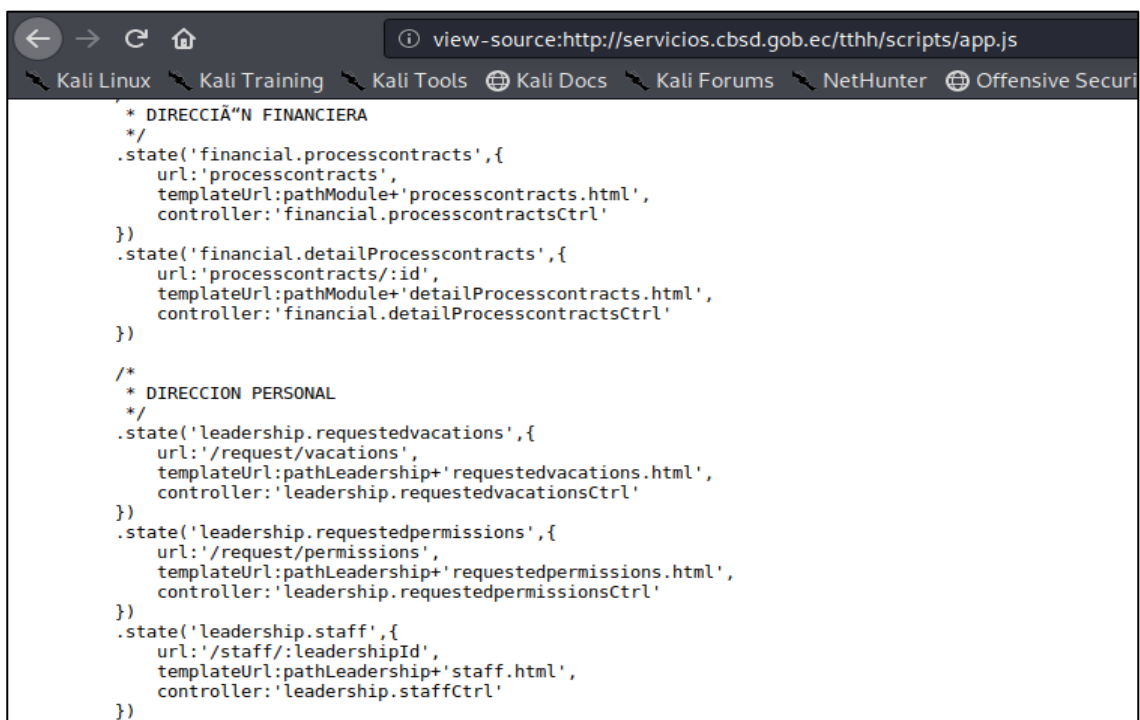 view-source:http://servicios.cbsd.gob.ec/tthh/scripts/app.js
Kali Linux Kali Training Kali Tools Kali Docs Kali Forums NetHunter Offensive Securi
* DIRECCIÃ“N FINANCIERA
*/
.state('financial.processcontracts',{
url:'processcontracts',
templateUrl:pathModule+'processcontracts.html',
controller:'financial.processcontractsCtrl'
})
.state('financial.detailProcesscontracts',{
url:'processcontracts/:id',
templateUrl:pathModule+'detailProcesscontracts.html',
controller:'financial.detailProcesscontractsCtrl'
})
/*
* DIRECCION PERSONAL
*/
.state('leadership.requestedvacations',{
url:'/request/vacations',
templateUrl:pathLeadership+'requestedvacations.html',
controller:'leadership.requestedvacationsCtrl'
})
.state('leadership.requestedpermissions',{
url:'/request/permissions',
templateUrl:pathLeadership+'requestedpermissions.html',
controller:'leadership.requestedpermissionsCtrl'
})
.state('leadership.staff',{
url:'/staff/:leadershipId',
templateUrl:pathLeadership+'staff.html',
controller:'leadership.staffCtrl'
})